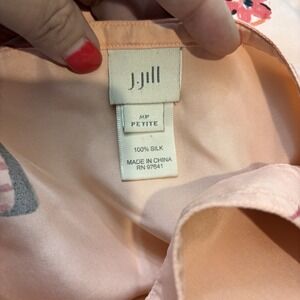 J.Jill
MP
PETITE
100% SILK
MADE IN CHINA
RN 97641